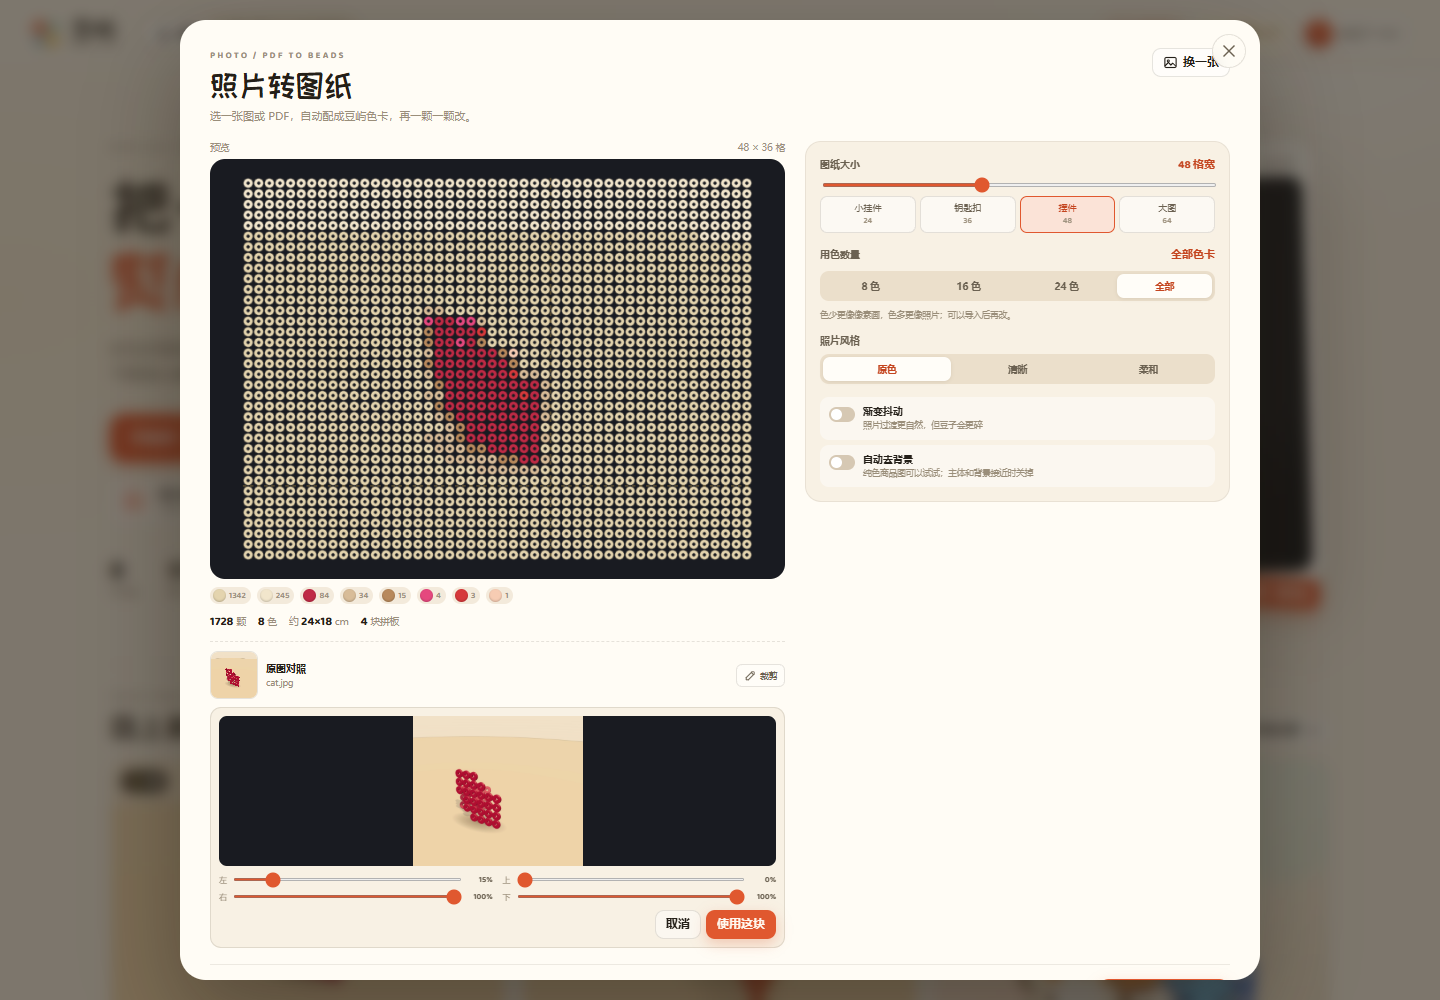 PHOTO / PDF TO BEADS
照片转图纸
选一张图或 PDF，自动配成豆屿色卡，再一颗一颗改。
换一张
预览
48 × 36 格
1342
245
84
34
15
4
3
1
1728 颗 8 色 约 24×18 cm 4 块拼板
原图对照
cat.jpg
裁剪
左 15% 上 0%
右 100% 下 100%
取消
使用这块
图纸大小
48 格宽
小挂件
24
钥匙扣
36
摆件
48
大图
64
用色数量
全部色卡
8 色
16 色
24 色
全部
色少更像像素画，色多更像照片；可以导入后再改。
照片风格
原色
清晰
柔和
渐变抖动
照片过渡更自然，但豆子会更碎
自动去背景
纯色商品图可以试试；主体和背景接近时关掉